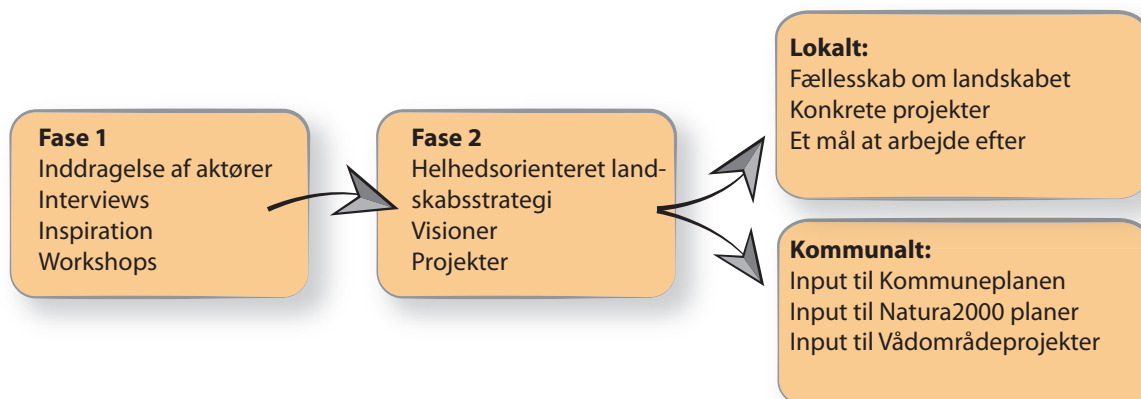 Fase 1
Inddragelse af aktører
Interviews
Inspiration
Workshops
Fase 2
Helhedsorienteret land-
skabsstrategi
Visioner
Projekter
Lokalt:
Fællesskab om landskabet
Konkrete projekter
Et mål at arbejde efter
Kommunalt:
Input til Kommuneplanen
Input til Natura2000 planer
Input til Vådområdeprojekter